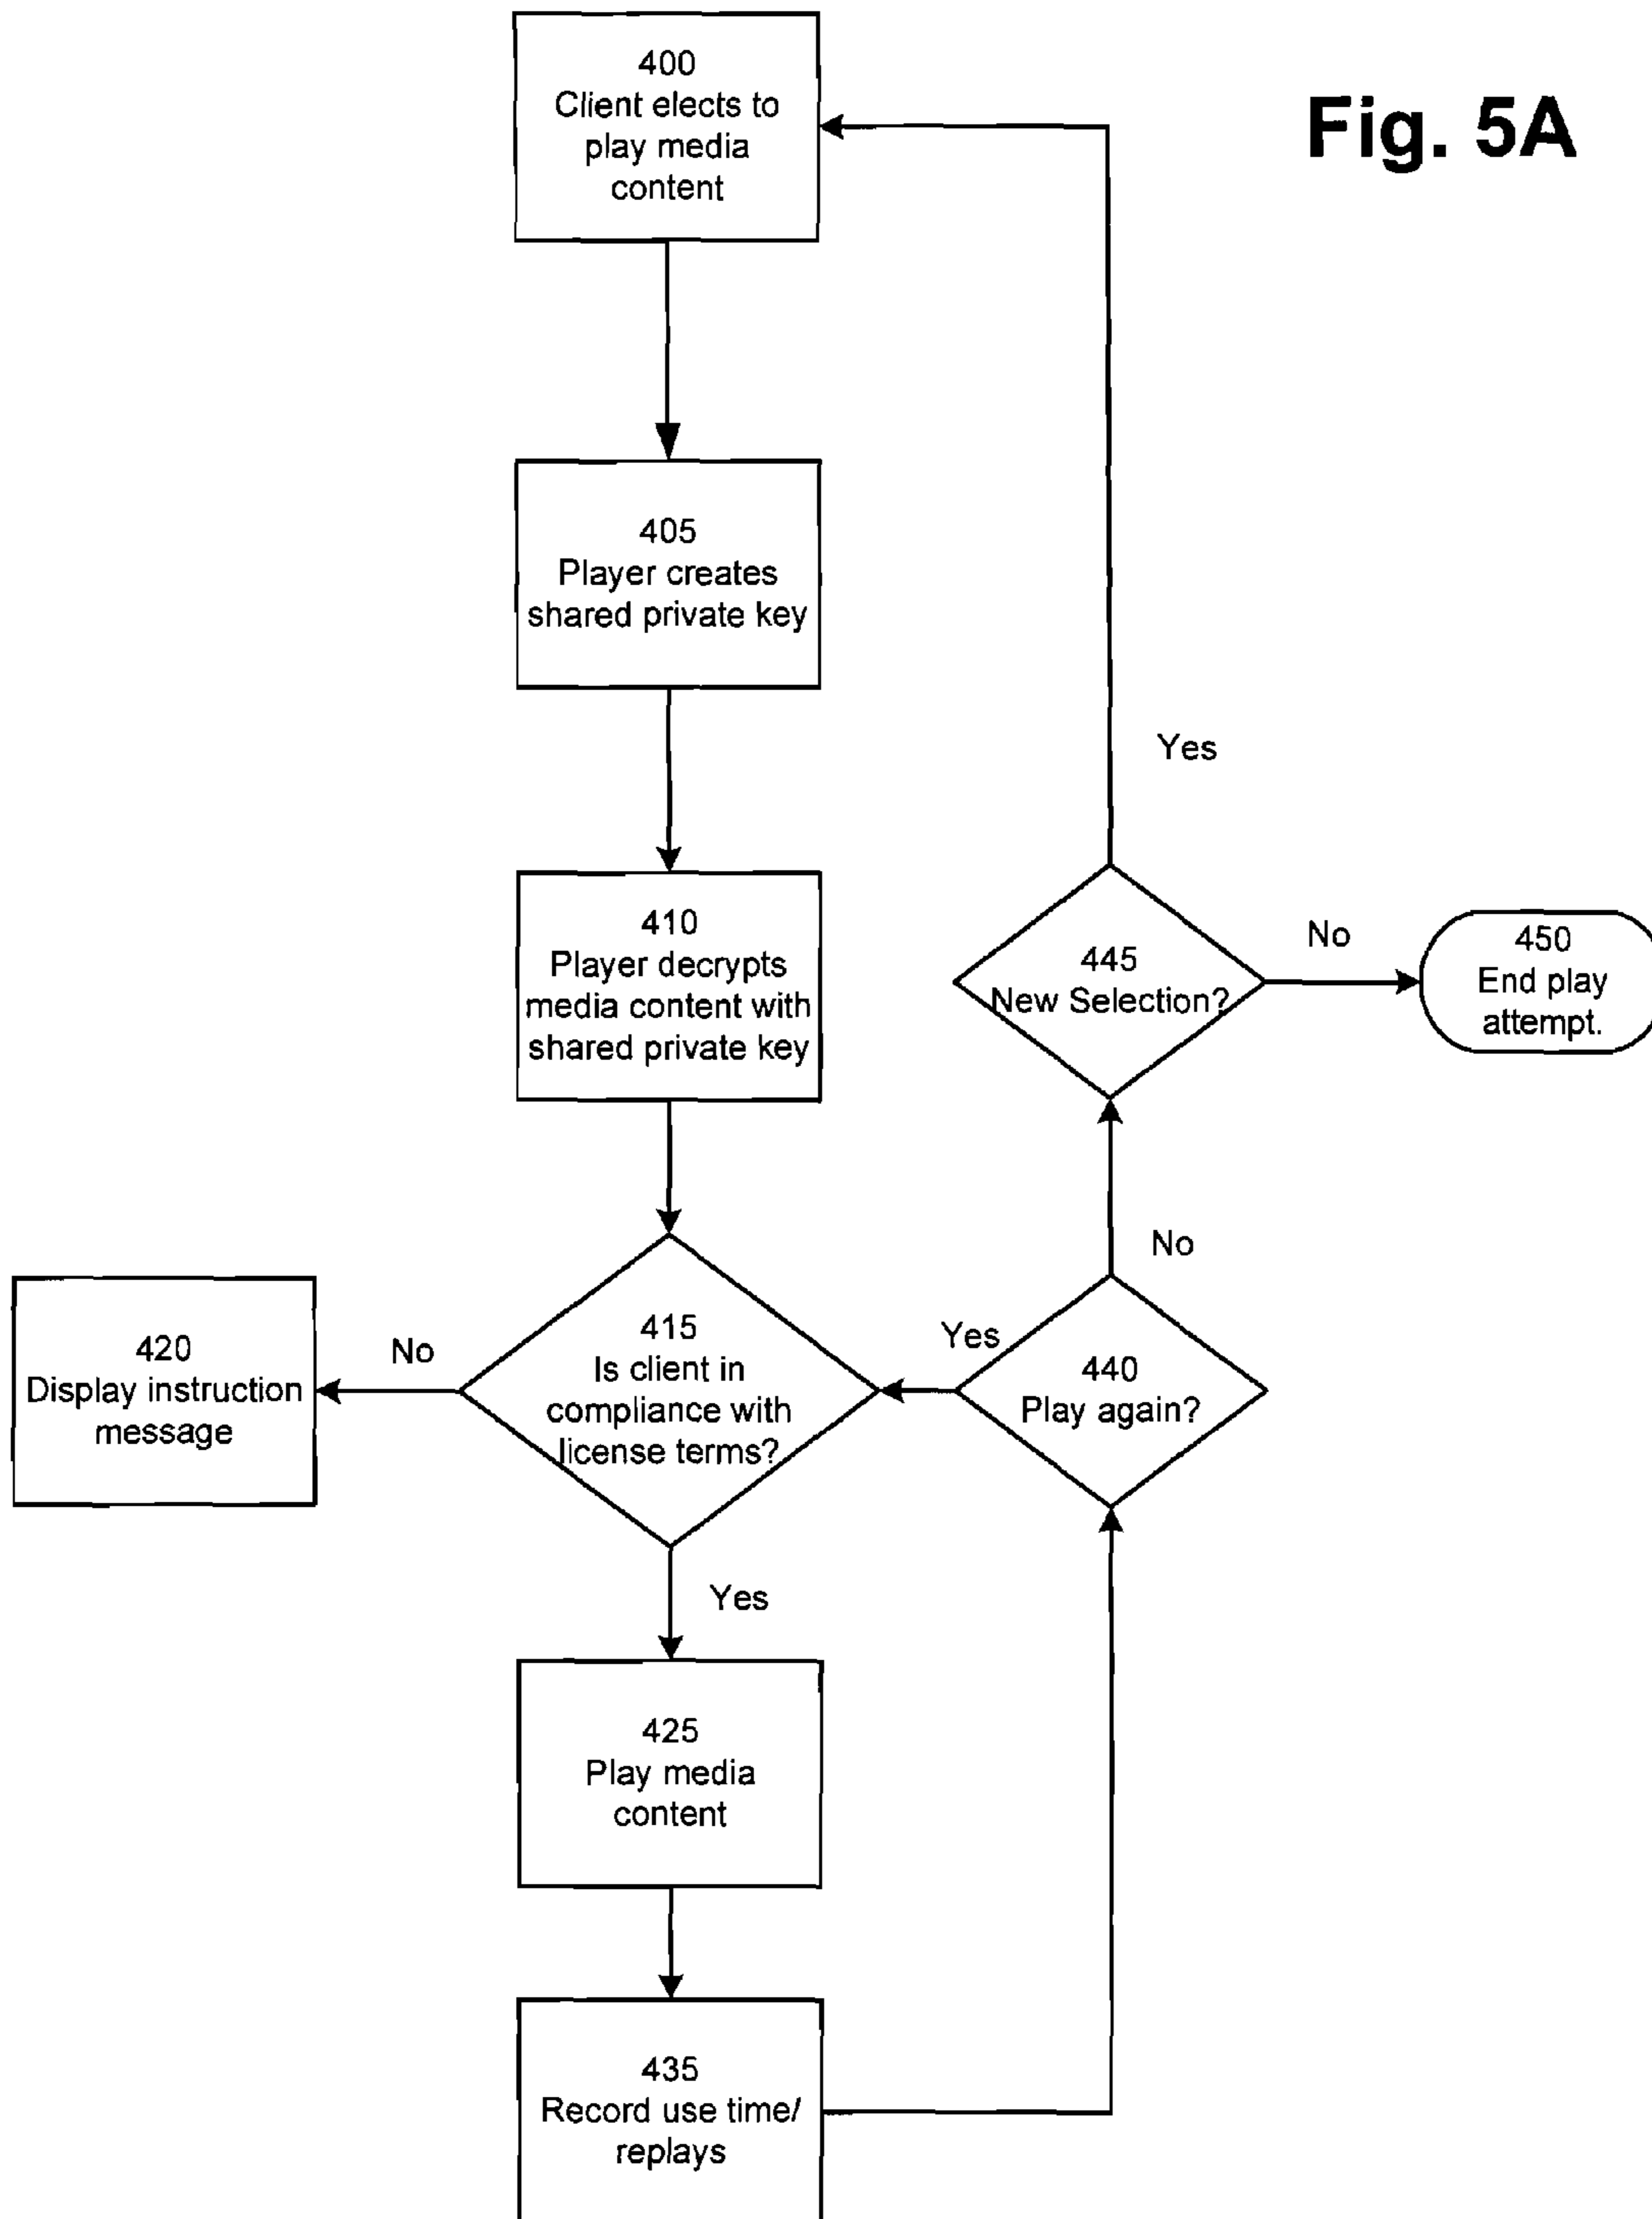 Fig. 5A
400
Client elects to
play media
content
405
Player creates
shared private key
Yes
410
Player decrypts
media content with
shared private key
445
New Selection?
No
450
End play
attempt.
No
420
Display instruction
message
No
415
Is client in
compliance with
license terms?
Yes
440
Play again?
Yes
425
Play media
content
435
Record use time/
replays